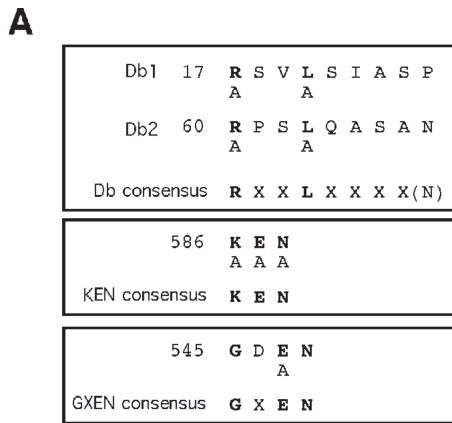 A
Db1 17 R S V L S I A S P
A A
Db2 60 R P S L Q A S A N
A A
Db consensus R X X L X X X X (N)
586 K E N
A A A
KEN consensus K E N
545 G D E N
A
GXEN consensus G X E N